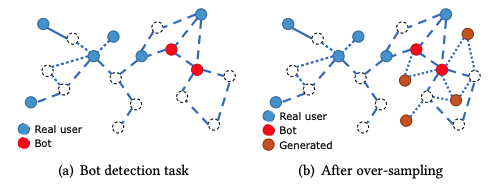 Real user
Bot
(a) Bot detection task
Real user
Bot
Generated
(b) After over-sampling